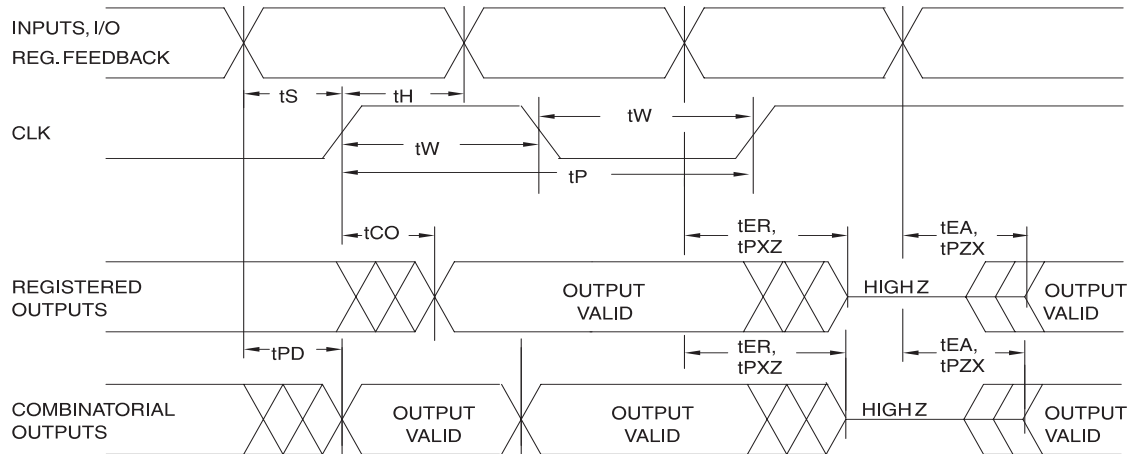 INPUTS, I/O
REG. FEEDBACK
tS
tH
tW
CLK
tW
tP
tCO
tER,
tPXZ
tEA,
tPZX
REGISTERED
OUTPUTS
OUTPUT
VALID
HIGH Z
OUTPUT
VALID
tPD
tER,
tPXZ
tEA,
tPZX
COMBINATORIAL
OUTPUTS
OUTPUT
VALID
OUTPUT
VALID
HIGH Z
OUTPUT
VALID